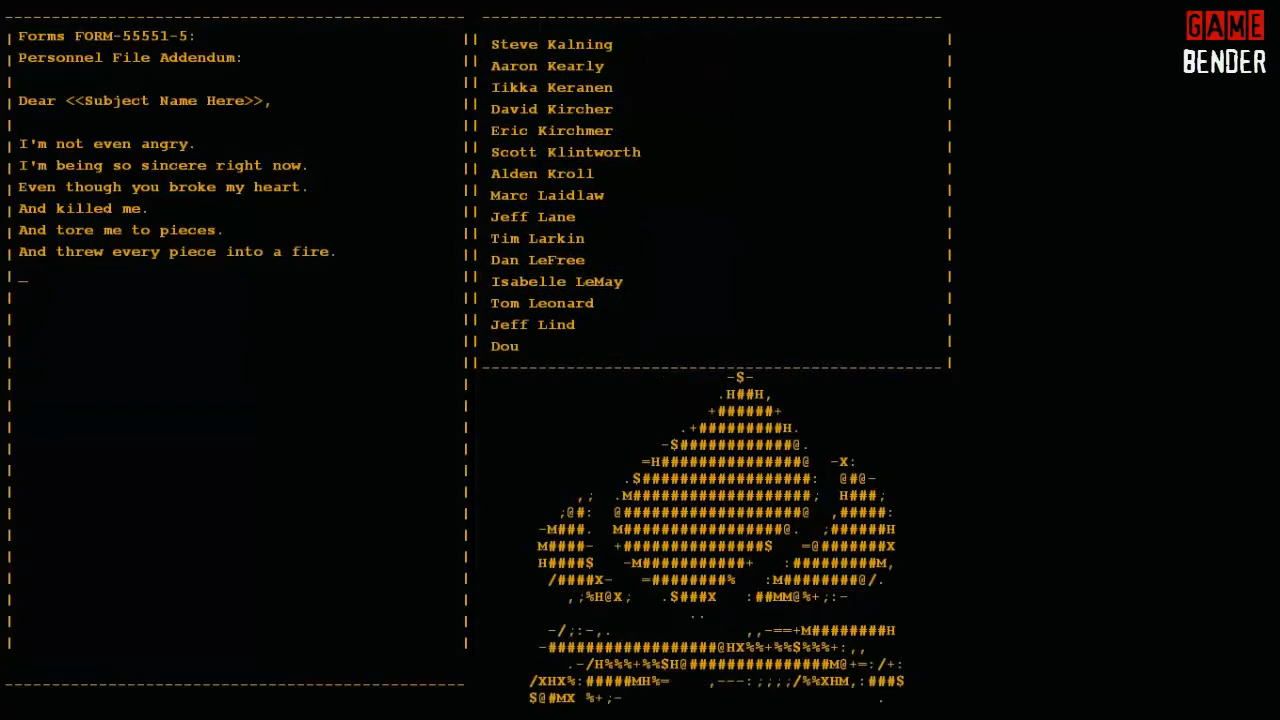 Forms FORM-55551-5:
Personnel File Addendum:
Dear <<Subject Name Here>>,
I'm not even angry.
I'm being so sincere right now.
Even though you broke my heart.
And killed me.
And tore me to pieces.
And threw every piece into a fire.
_
Steve Kalning
Aaron Kearly
Iikka Keranen
David Kircher
Eric Kirchmer
Scott Klintworth
Alden Kroll
Marc Laidlaw
Jeff Lane
Tim Larkin
Dan LeFree
Isabelle LeMay
Tom Leonard
Jeff Lind
Dou
GAME
BENDER